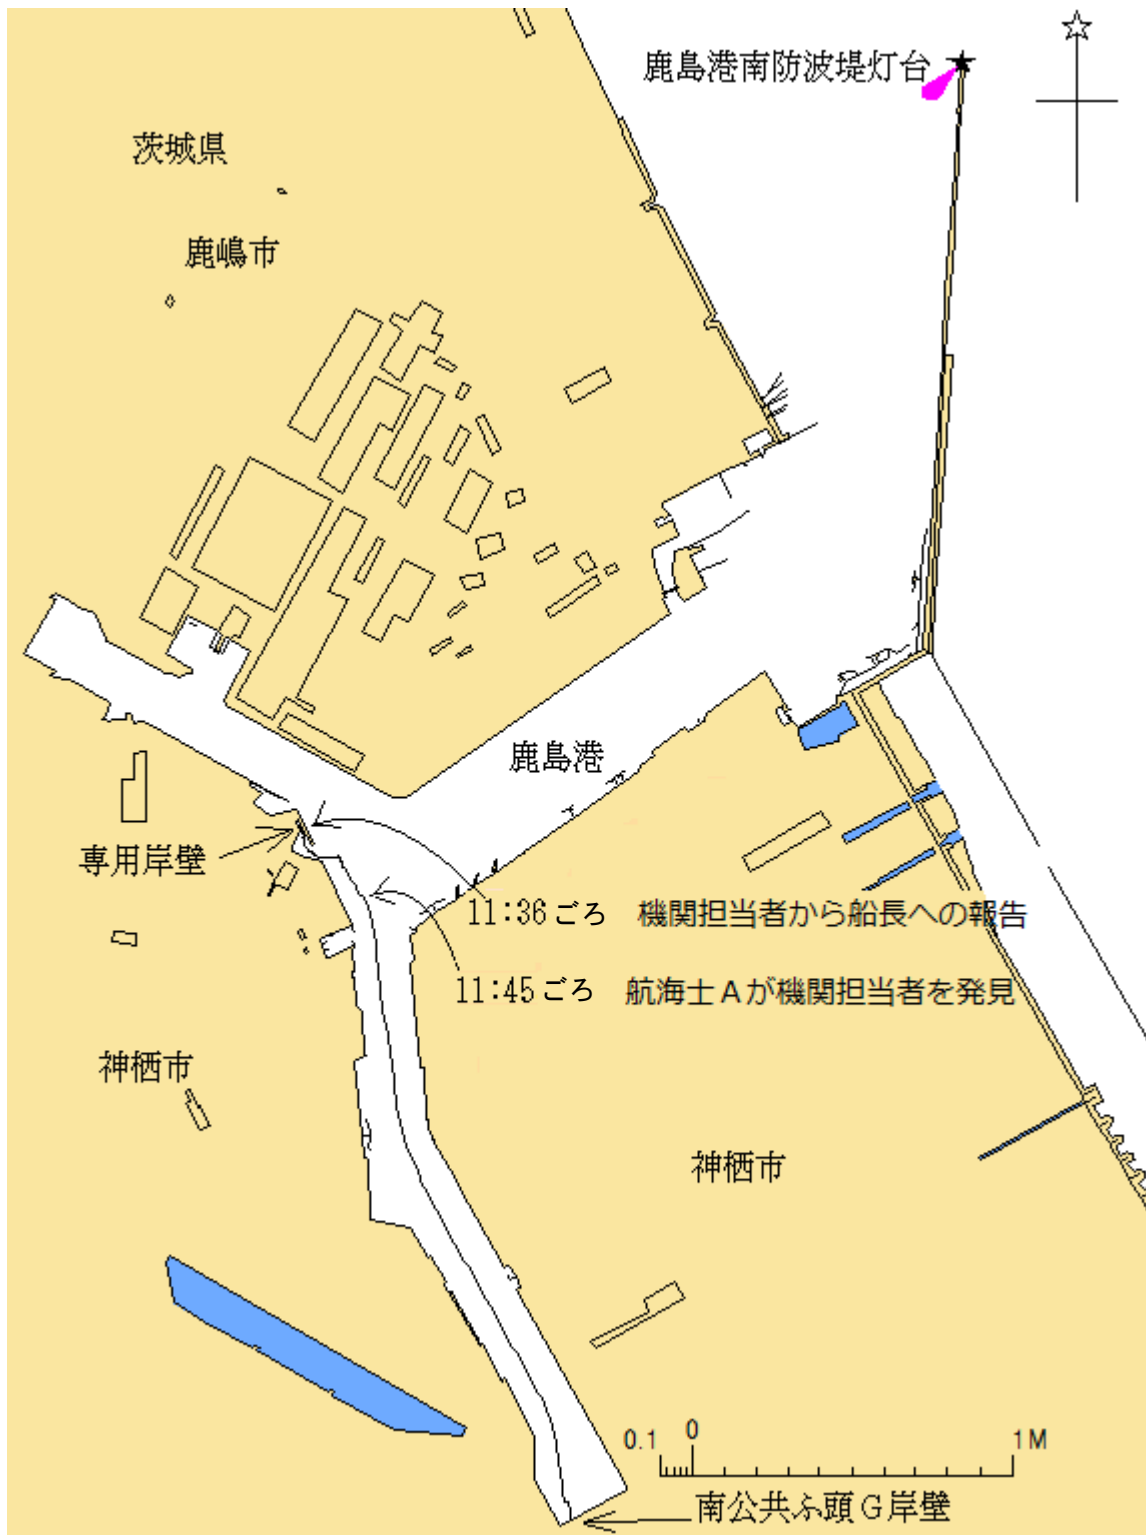 鹿島港南防波堤灯台
茨城県
鹿嶋市
鹿島港
専用岸壁
11:36ごろ 機関担当者から船長への報告
11:45ごろ 航海士Aが機関担当者を発見
神栖市
神栖市
0.1 0 1M
南公共ふ頭G岸壁